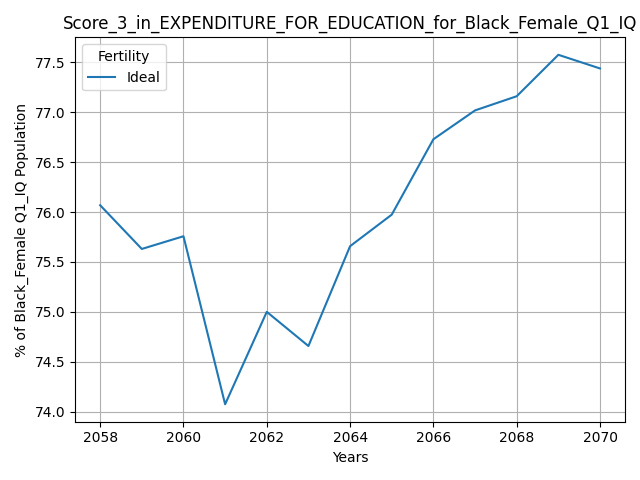 Score_3_in_EXPENDITURE_FOR_EDUCATION_for_Black_Female_Q1_IQ
Fertility
Ideal
% of Black_Female Q1_IQ Population
77.5
77.0
76.5
76.0
75.5
75.0
74.5
74.0
2058 2060 2062 2064 2066 2068 2070
Years